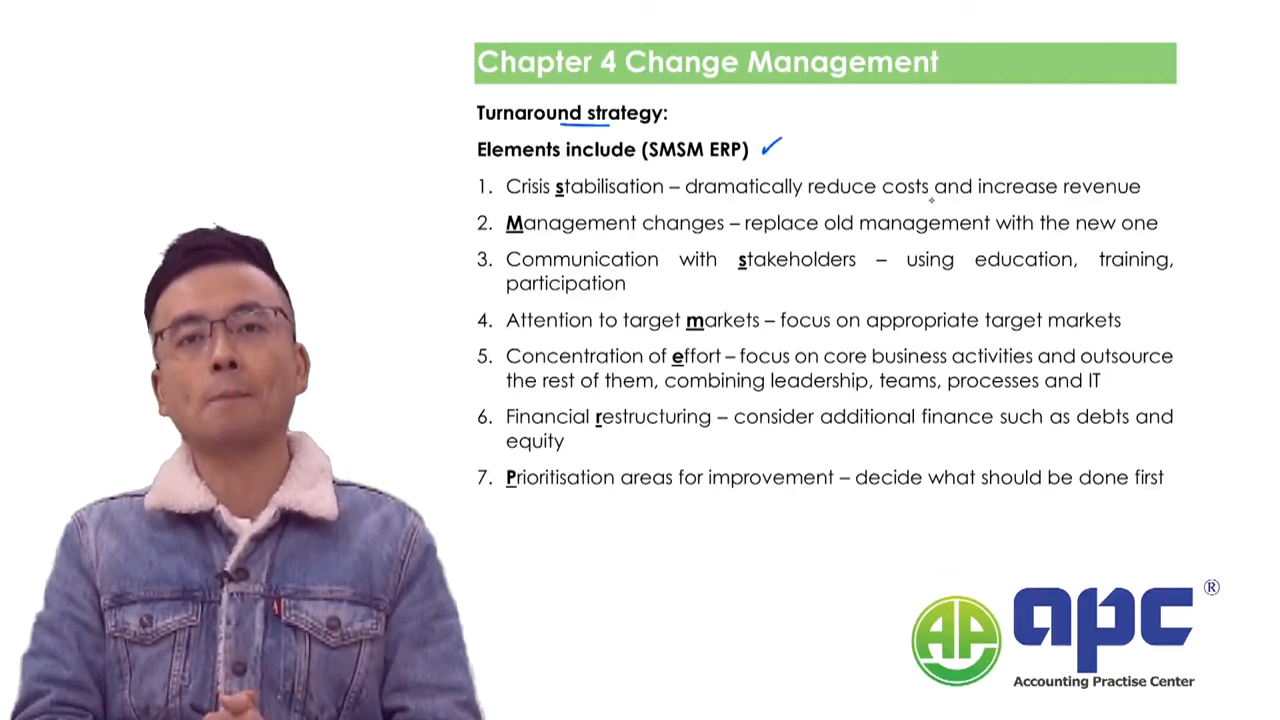 Chapter 4 Change Management
Turnaround strategy:
Elements include (SMSM ERP)
1. Crisis stabilisation – dramatically reduce costs and increase revenue
2. Management changes – replace old management with the new one
3. Communication with stakeholders – using education, training,
participation
4. Attention to target markets – focus on appropriate target markets
5. Concentration of effort – focus on core business activities and outsource
the rest of them, combining leadership, teams, processes and IT
6. Financial restructuring – consider additional finance such as debts and
equity
7. Prioritisation areas for improvement – decide what should be done first
AP
apc®
Accounting Practise Center